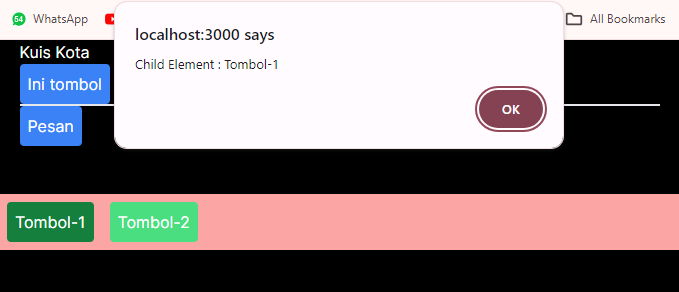 54 WhatsApp
All Bookmarks
localhost:3000 says
Child Element : Tombol-1
OK
Kuis Kota
Ini tombol
Pesan
Tombol-1 Tombol-2